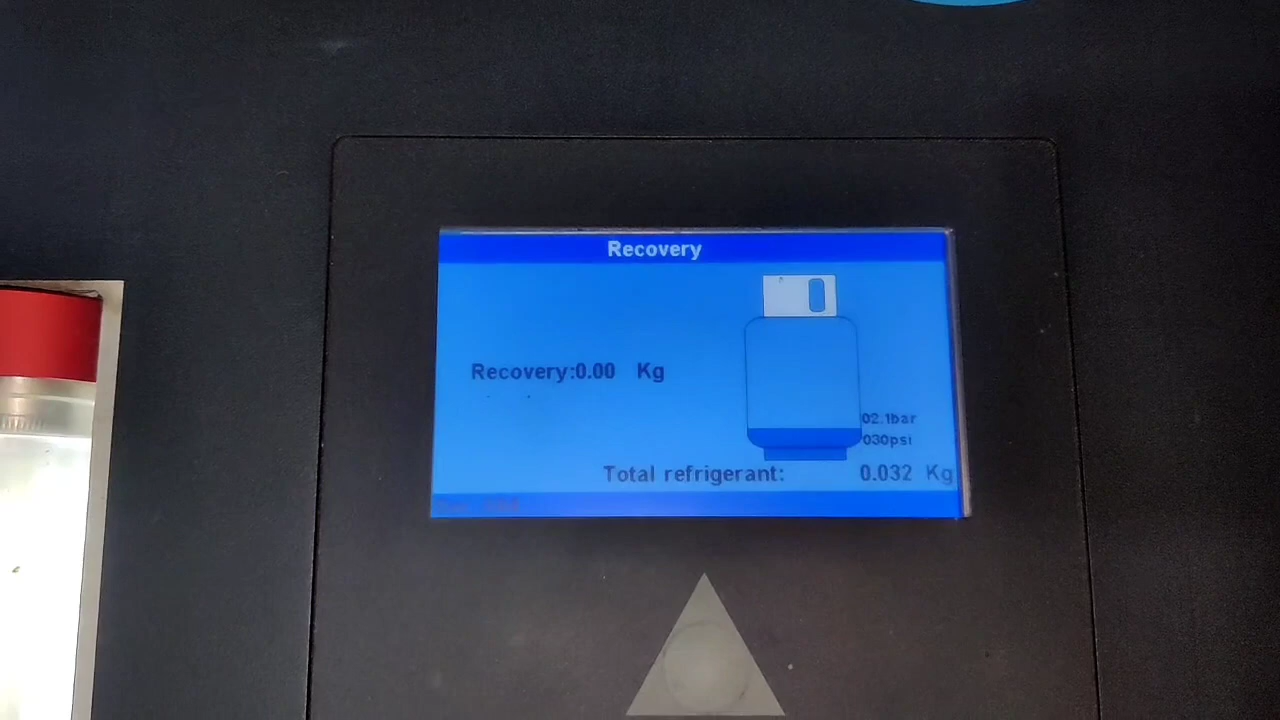 Recovery
Recovery:0.00 Kg
02.1bar
030psi
Total refrigerant: 0.032 Kg